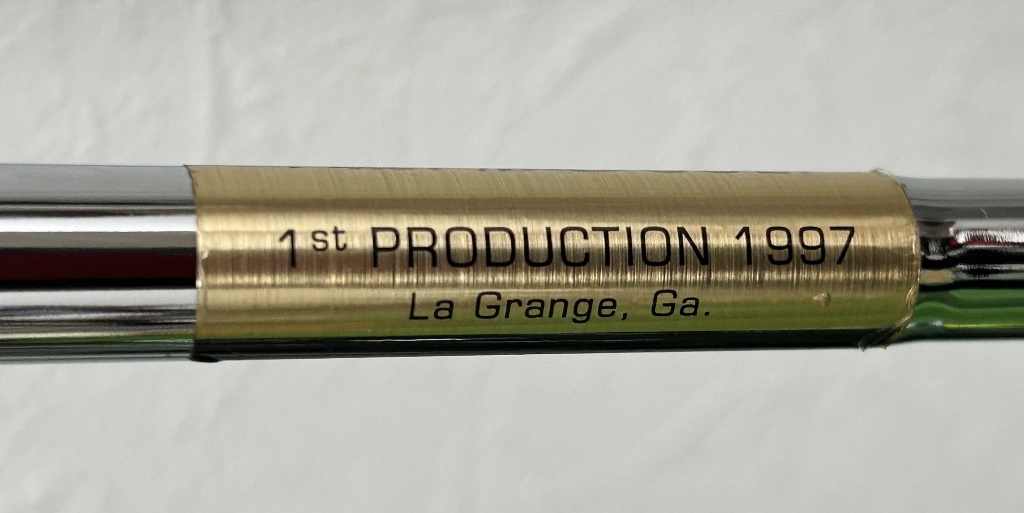 1st PRODUCTION 1997
La Grange, Ga.